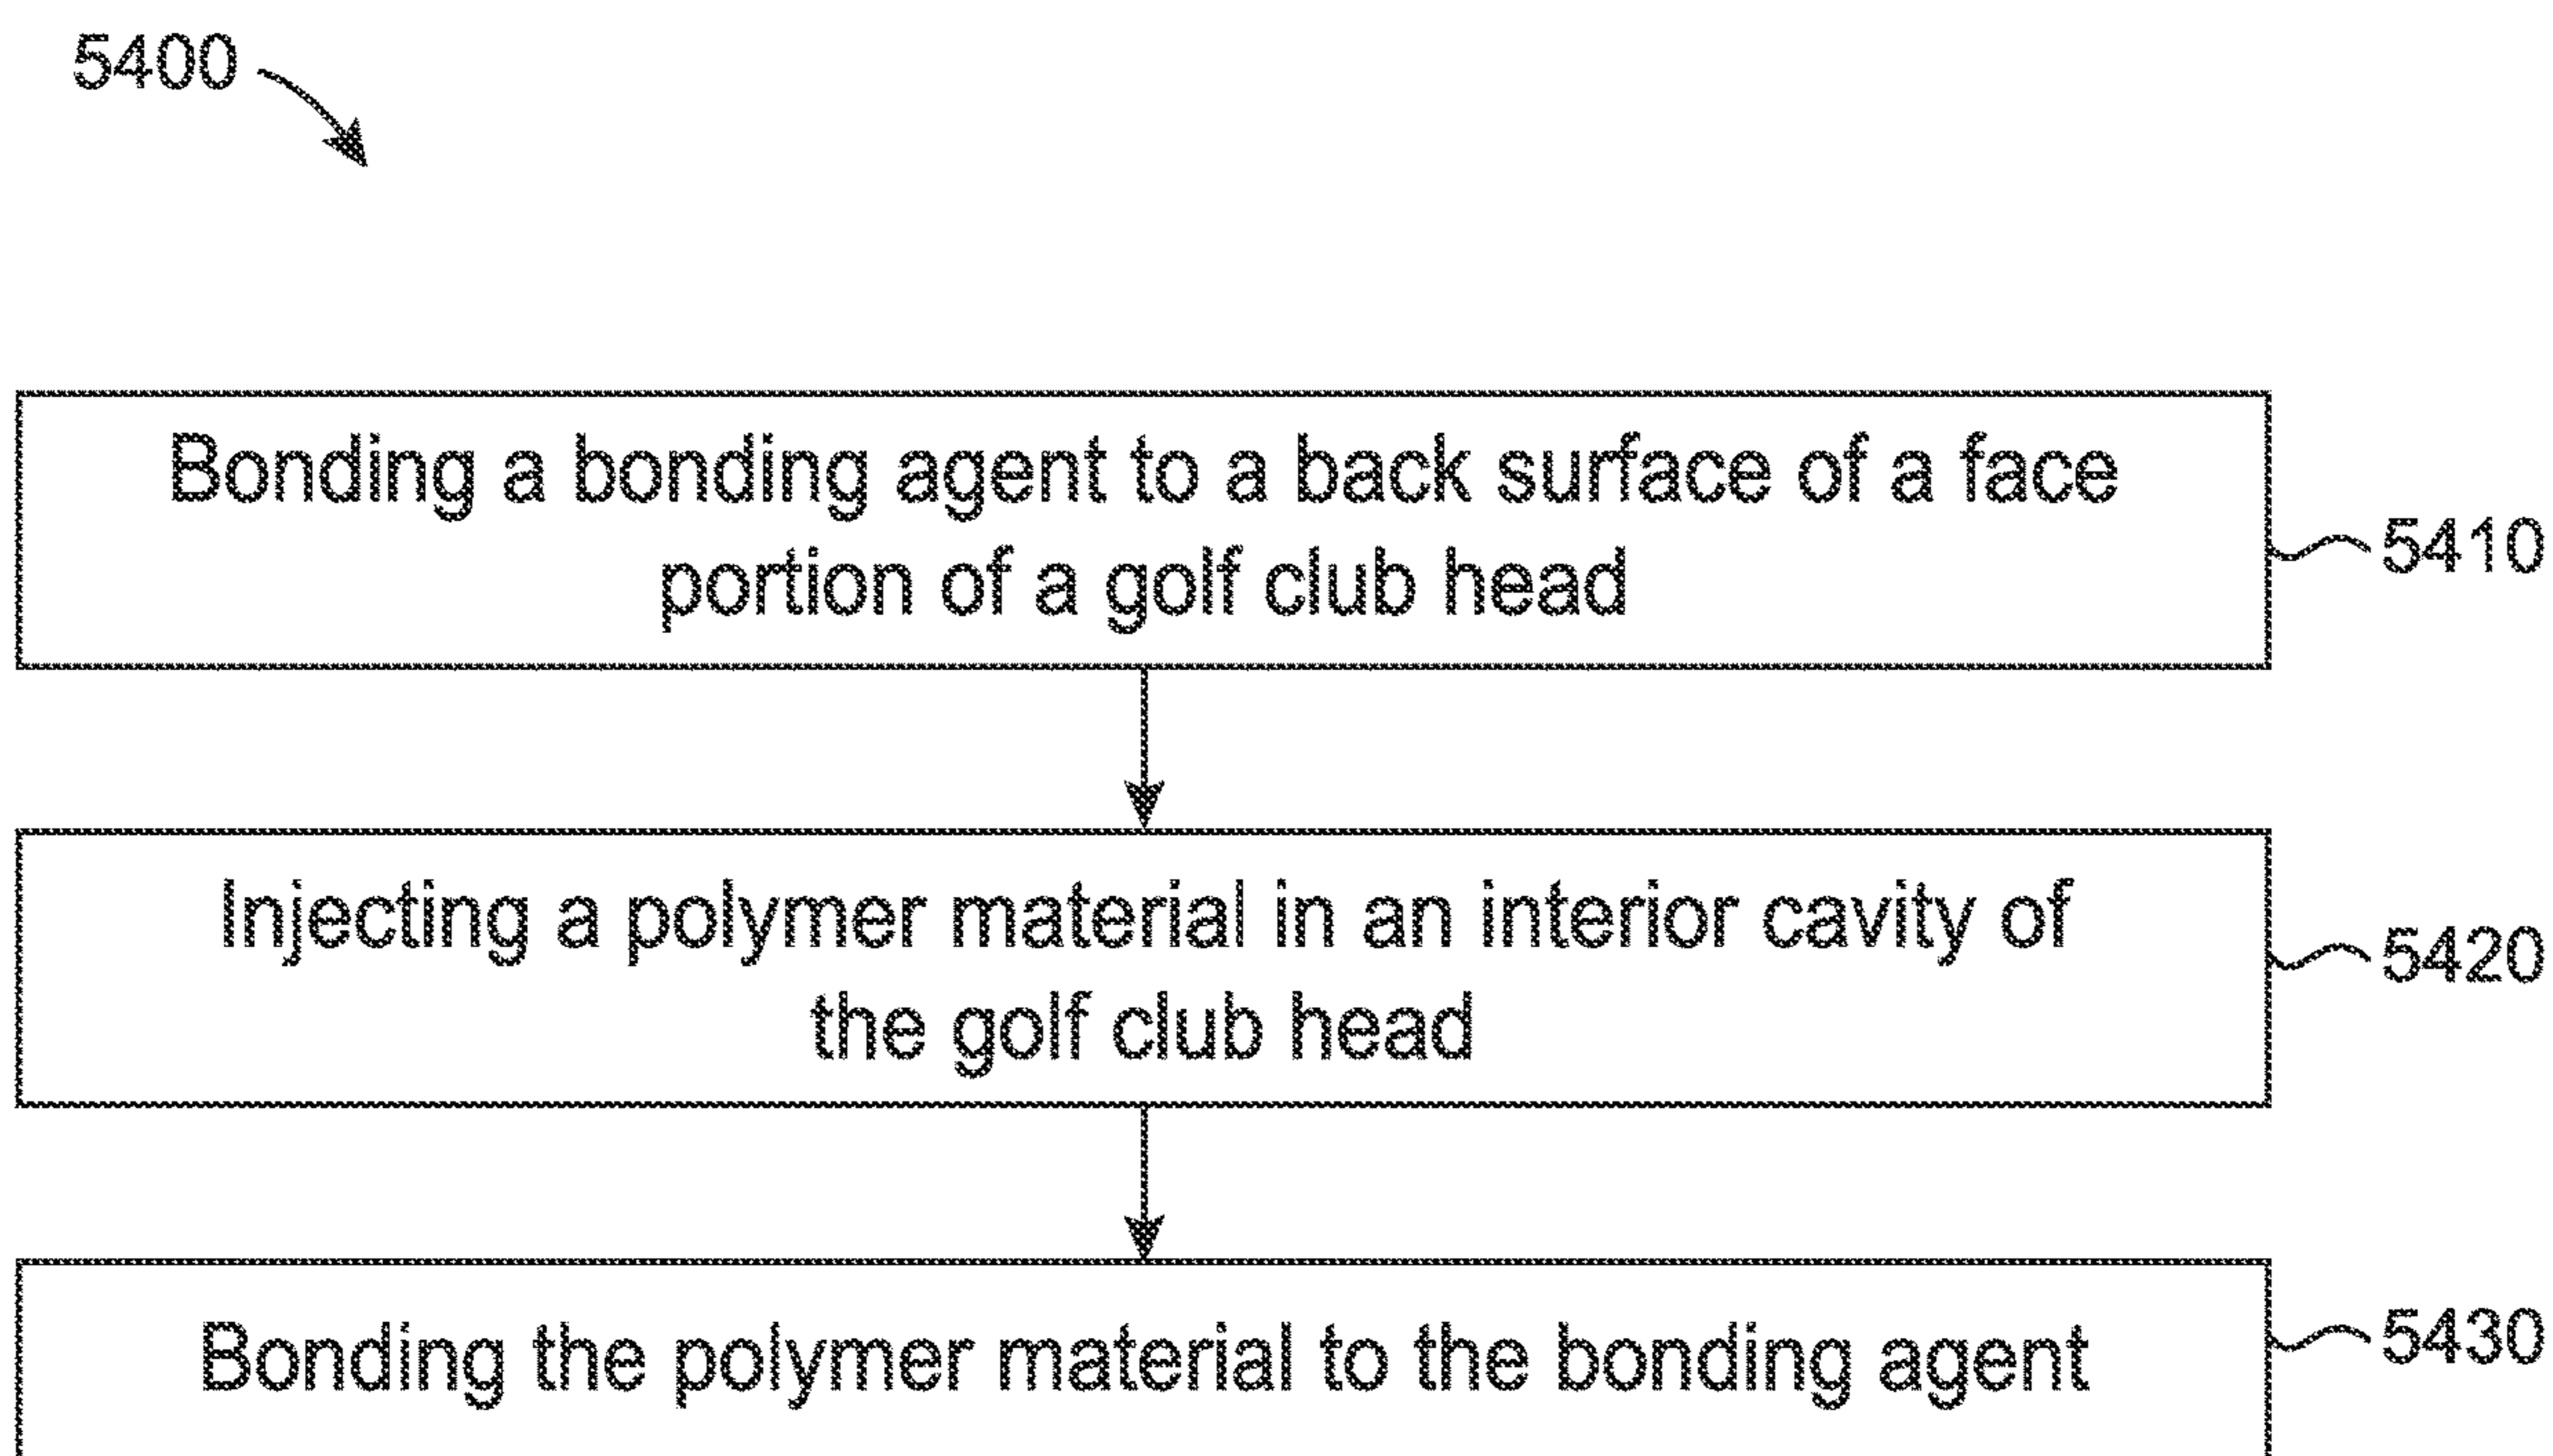 5400
Bonding a bonding agent to a back surface of a face
portion of a golf club head
5410
Injecting a polymer material in an interior cavity of
the golf club head
5420
Bonding the polymer material to the bonding agent
5430